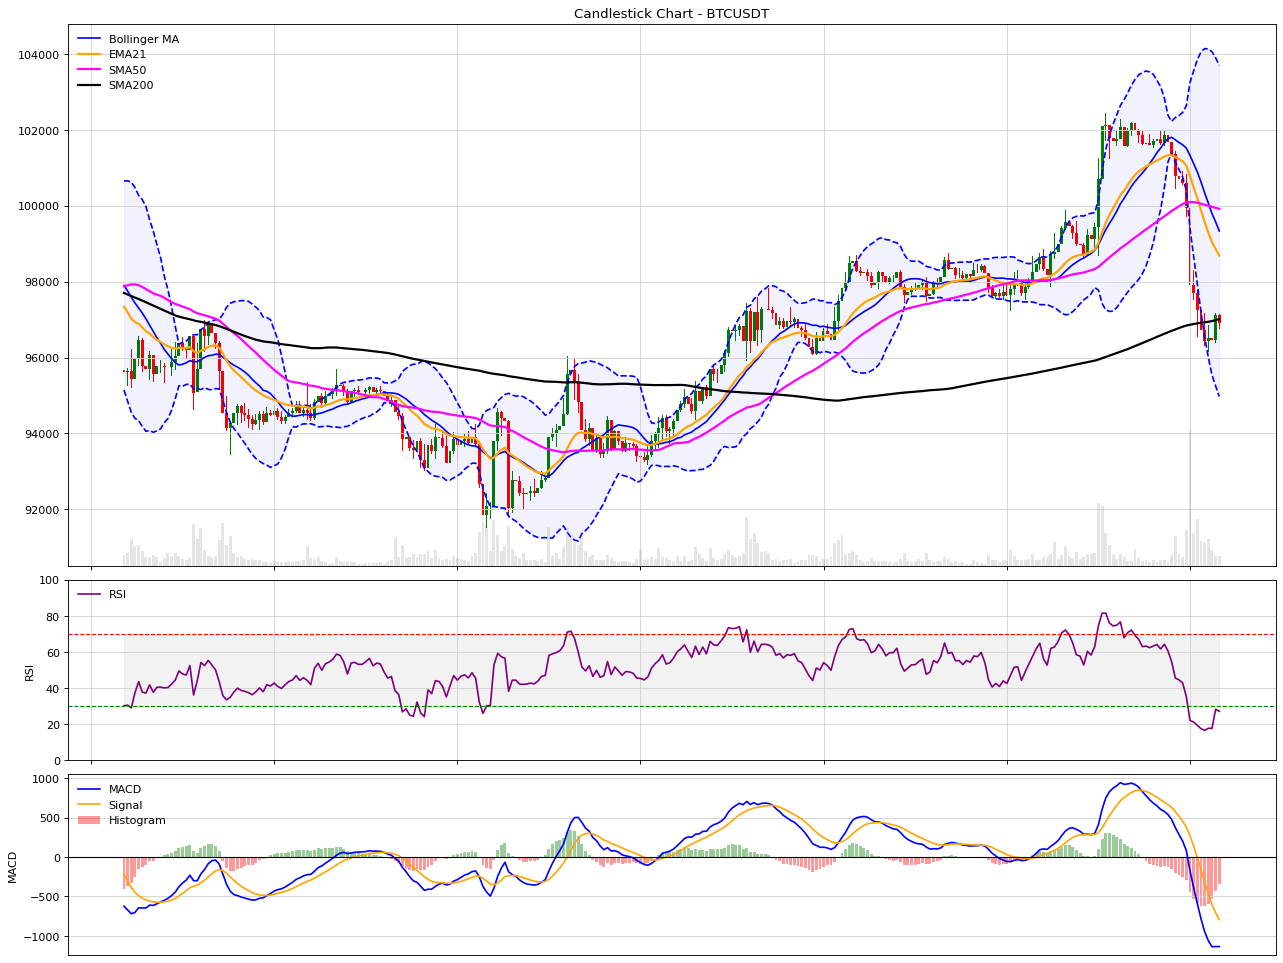 Candlestick Chart - BTCUSDT
Bollinger MA
EMA21
SMA50
SMA200
104000
102000
100000
98000
96000
94000
92000
RSI
100
80
60
40
20
0
RSI
MACD
Signal
Histogram
1000
500
0
−500
−1000
MACD